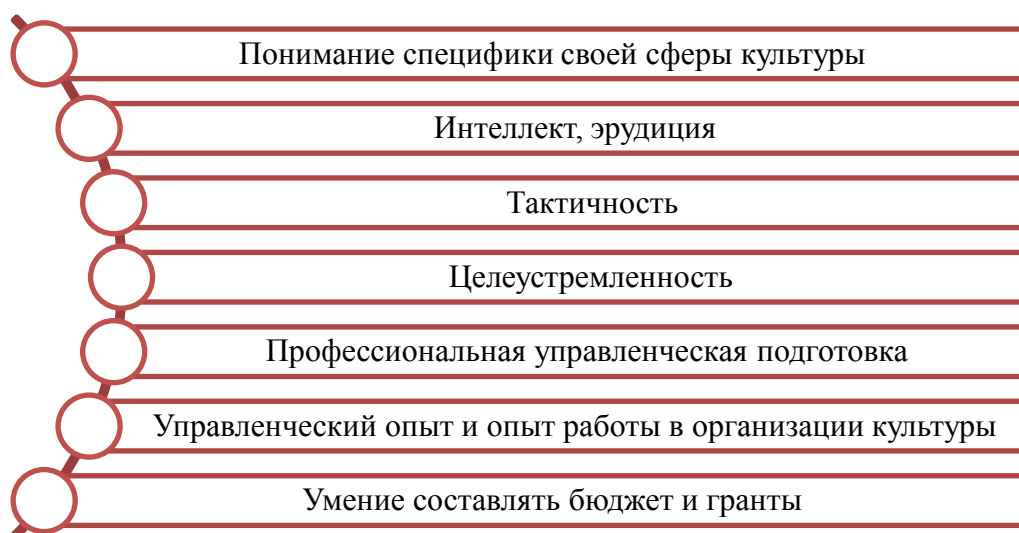 Понимание специфики своей сферы культуры
Интеллект, эрудиция
Тактичность
Целеустремленность
Профессиональная управленческая подготовка
Управленческий опыт и опыт работы в организации культуры
Умение составлять бюджет и гранты